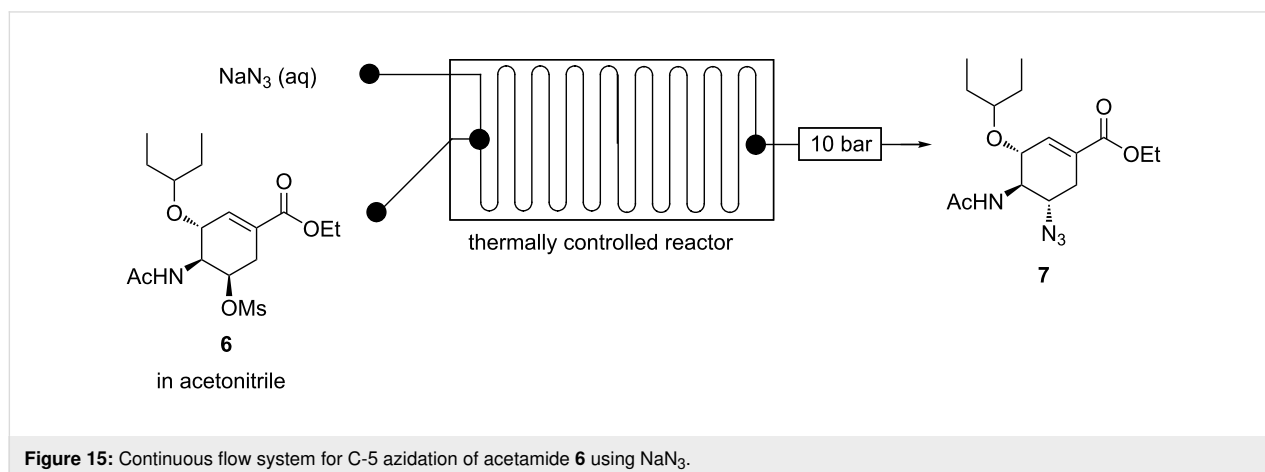 NaN₃ (aq)
10 bar
O
O
OEt
AcHN
OMs
6
in acetonitrile
thermally controlled reactor
O
O
OEt
AcHN
N₃
7
Figure 15: Continuous flow system for C-5 azidation of acetamide 6 using NaN₃.